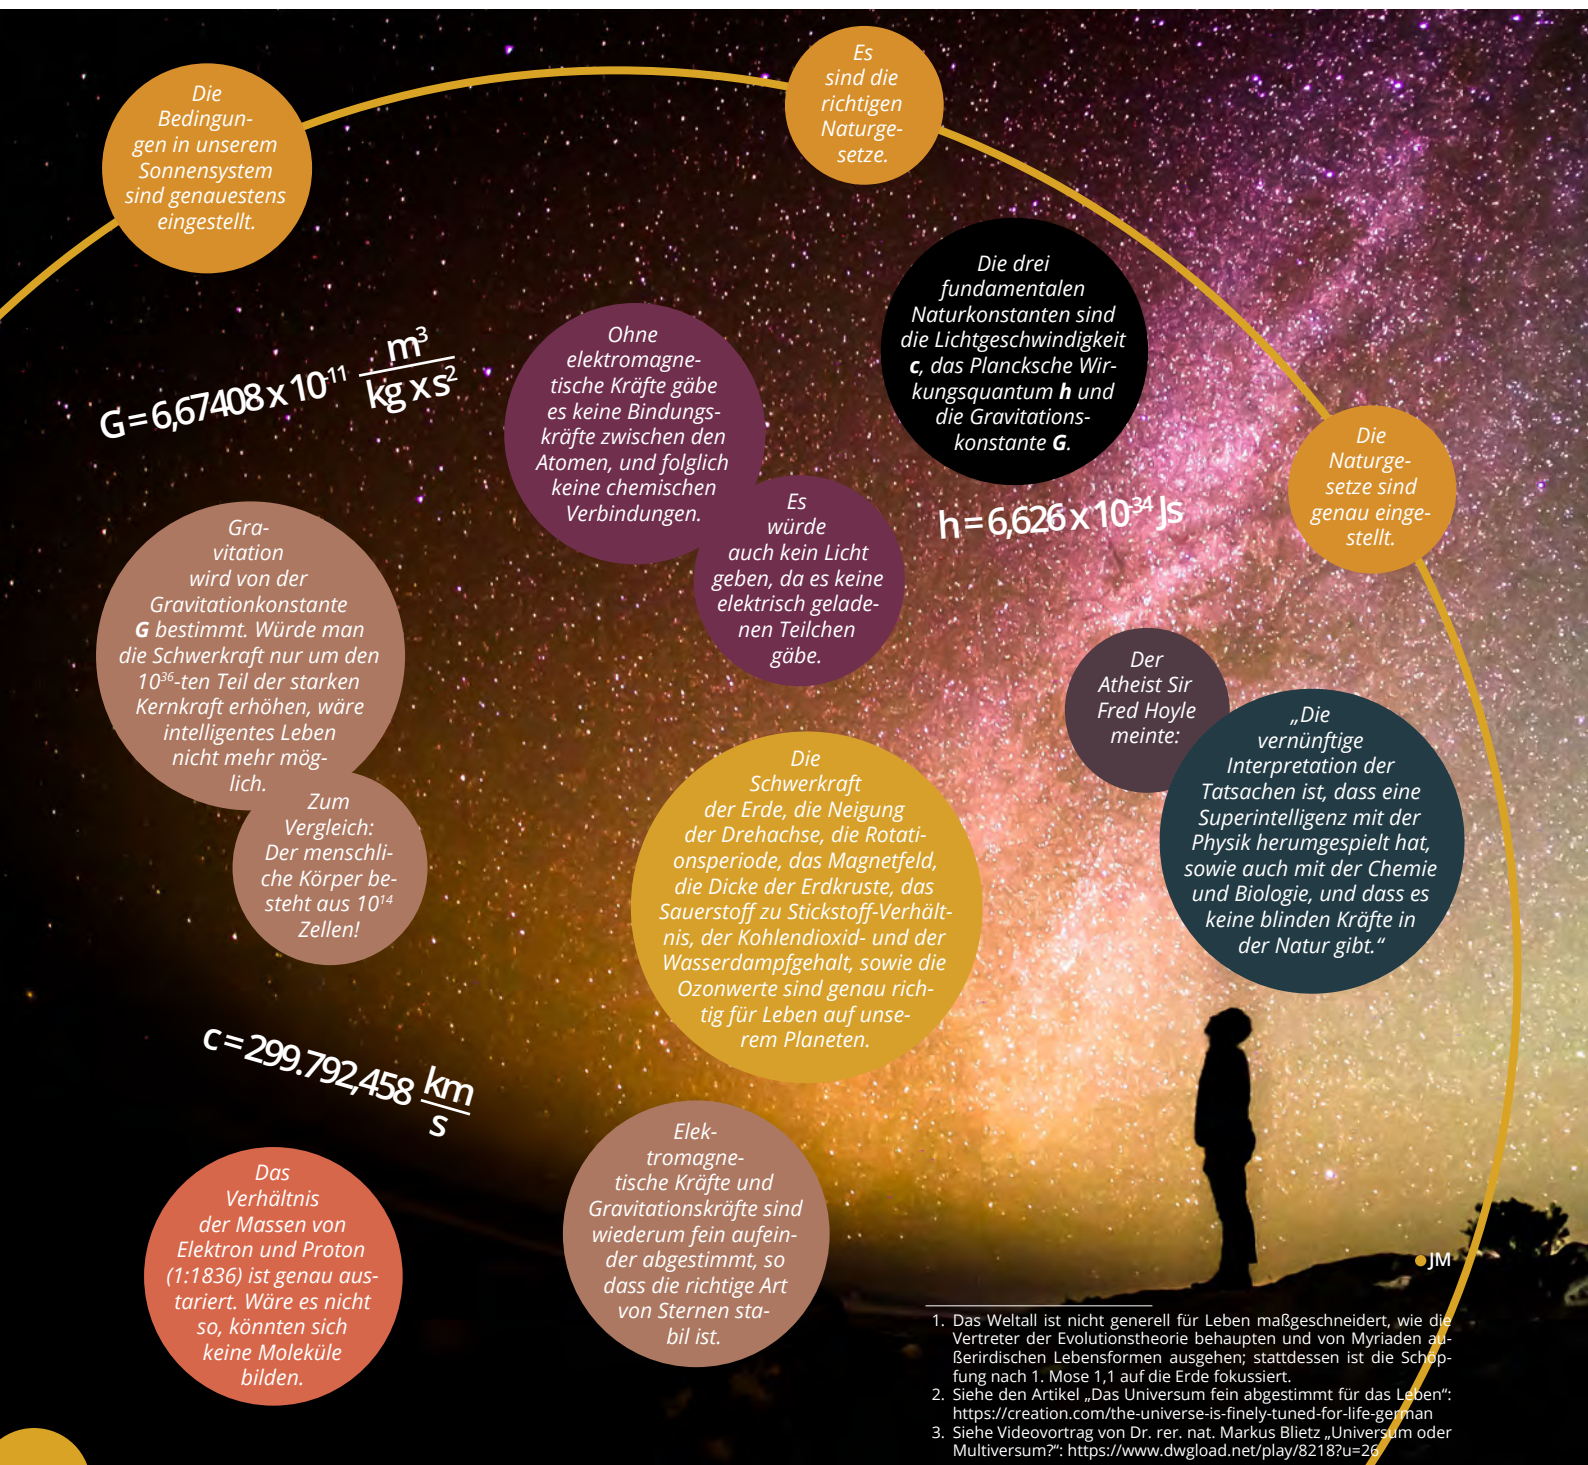 Die
Bedingun-
gen in unserem
Sonnensystem
sind genauestens
eingestellt.
Es
sind die
richtigen
Naturge-
setze.
Die drei
fundamentalen
Naturkonstanten sind
die Lichtgeschwindigkeit
c, das Plancksche Wir-
kungsquantum h und
die Gravitations-
konstante G.
Ohne
elektromagne-
tische Kräfte gäbe
es keine Bindungs-
kräfte zwischen den
Atomen, und folglich
keine chemischen
Verbindungen.
G = 6,67408 x 10⁻¹¹ m³ / kg x s²
Die
Naturge-
setze sind
genau einge-
stellt.
Es
würde
auch kein Licht
geben, da es keine
elektrisch gelade-
nen Teilchen
gäbe.
h = 6,626 x 10⁻³⁴ Js
Gra-
vitation
wird von der
Gravitationkonstante
G bestimmt. Würde man
die Schwerkraft nur um den
10³⁶-ten Teil der starken
Kernkraft erhöhen, wäre
intelligentes Leben
nicht mehr mög-
lich.
Zum
Vergleich:
Der menschli-
che Körper be-
steht aus 10¹⁴
Zellen!
Der
Atheist Sir
Fred Hoyle
meinte:
„Die
vernünftige
Interpretation der
Tatsachen ist, dass eine
Superintelligenz mit der
Physik herumgespielt hat,
sowie auch mit der Chemie
und Biologie, und dass es
keine blinden Kräfte in
der Natur gibt.“
Die
Schwerkraft
der Erde, die Neigung
der Drehachse, die Rotati-
onsperiode, das Magnetfeld,
die Dicke der Erdkruste, das
Sauerstoff zu Stickstoff-Verhält-
nis, der Kohlendioxid- und der
Wasserdampfgehalt, sowie die
Ozonwerte sind genau rich-
tig für Leben auf unse-
rem Planeten.
c = 299.792,458 km / s
Elek-
tromagne-
tische Kräfte und
Gravitationskräfte sind
wiederum fein aufein-
der abgestimmt, so
dass die richtige Art
von Sternen sta-
bil ist.
Das
Verhältnis
der Massen von
Elektron und Proton
(1:1836) ist genau aus-
tariert. Wäre es nicht
so, könnten sich
keine Moleküle
bilden.
JM
1. Das Weltall ist nicht generell für Leben maßgeschneidert, wie die
Vertreter der Evolutionstheorie behaupten und von Myriaden au-
ßerirdischen Lebensformen ausgehen; stattdessen ist die Schöp-
fung nach 1. Mose 1,1 auf die Erde fokussiert.
2. Siehe den Artikel „Das Universum fein abgestimmt für das Leben“:
https://creation.com/the-universe-is-finely-tuned-for-life-german
3. Siehe Videovortrag von Dr. rer. nat. Markus Blietz „Universum oder
Multiversum?“: https://www.dwgload.net/play/8218?u=26